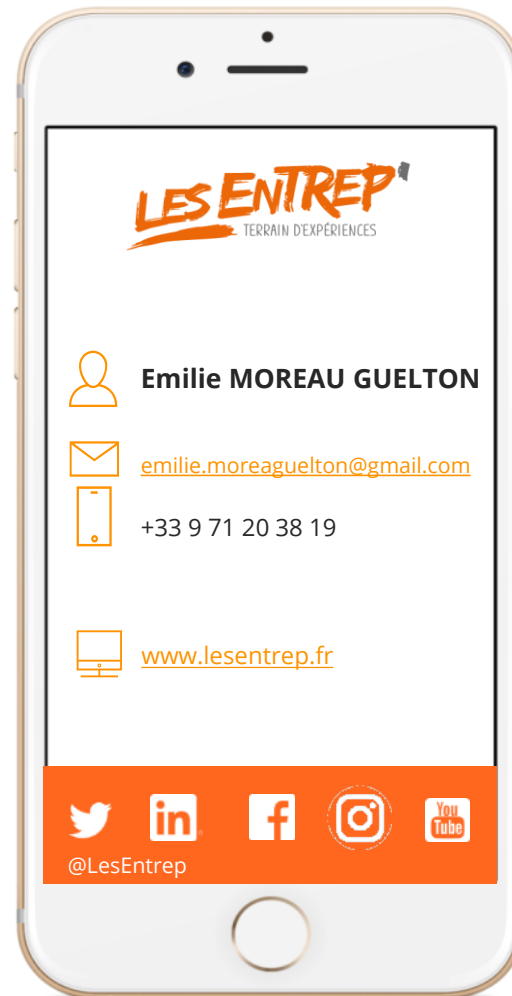 LES ENTREP'
TERRAIN D'EXPÉRIENCES
Emilie MOREAU GUELTON
emilie.moreaguelton@gmail.com
+33 9 71 20 38 19
www.lesentrep.fr
in
f
You
Tube
@LesEntrep